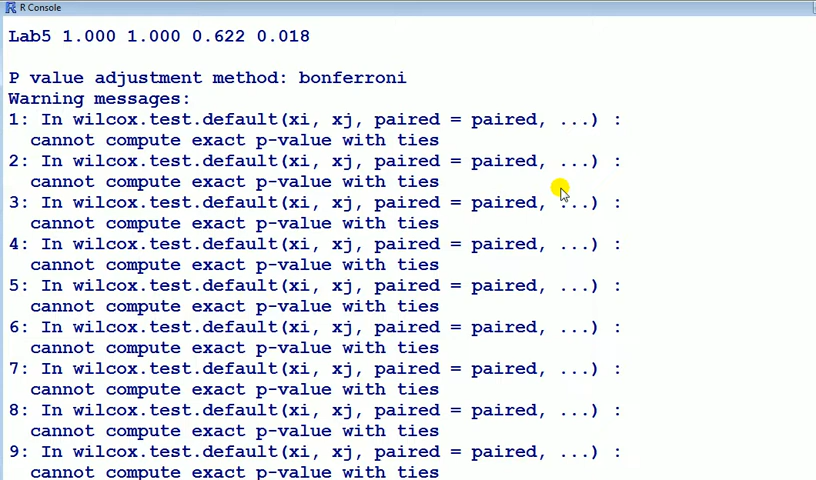 R Console
Lab5 1.000 1.000 0.622 0.018
P value adjustment method: bonferroni
Warning messages:
1: In wilcox.test.default(xi, xj, paired = paired, ...) :
cannot compute exact p-value with ties
2: In wilcox.test.default(xi, xj, paired = paired, ...) :
cannot compute exact p-value with ties
3: In wilcox.test.default(xi, xj, paired = paired, ...) :
cannot compute exact p-value with ties
4: In wilcox.test.default(xi, xj, paired = paired, ...) :
cannot compute exact p-value with ties
5: In wilcox.test.default(xi, xj, paired = paired, ...) :
cannot compute exact p-value with ties
6: In wilcox.test.default(xi, xj, paired = paired, ...) :
cannot compute exact p-value with ties
7: In wilcox.test.default(xi, xj, paired = paired, ...) :
cannot compute exact p-value with ties
8: In wilcox.test.default(xi, xj, paired = paired, ...) :
cannot compute exact p-value with ties
9: In wilcox.test.default(xi, xj, paired = paired, ...) :
cannot compute exact p-value with ties